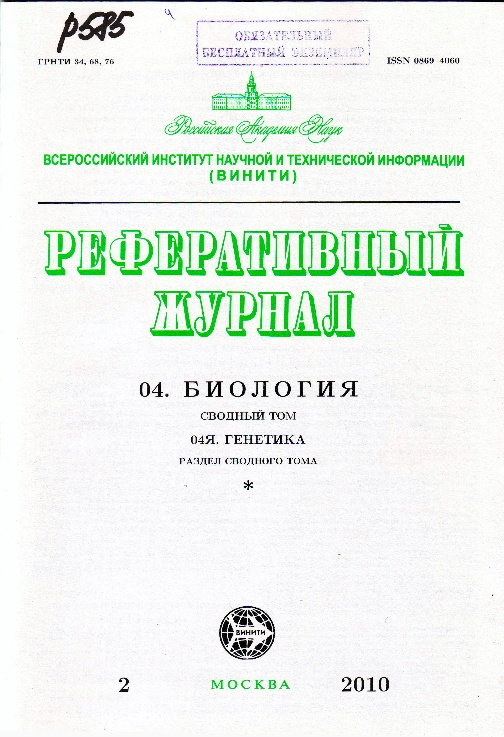 р585
ч
ОБЯЗАТЕЛЬНЫЙ
БЕСПЛАТНЫЙ ЭКЗЕМПЛЯР
ГРНТИ 34, 68, 76
ISSN 0869-4060
Российская Академия Наук
ВСЕРОССИЙСКИЙ ИНСТИТУТ НАУЧНОЙ И ТЕХНИЧЕСКОЙ ИНФОРМАЦИИ
(ВИНИТИ)
РЕФЕРАТИВНЫЙ
ЖУРНАЛ
04. БИОЛОГИЯ
СВОДНЫЙ ТОМ
04Я. ГЕНЕТИКА
РАЗДЕЛ СВОДНОГО ТОМА
*
ВИНИТИ
2 МОСКВА 2010